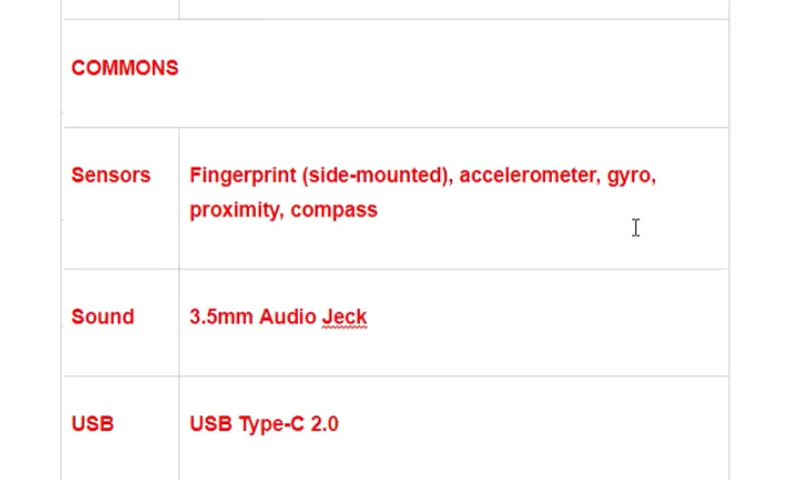 COMMONS
Sensors
Fingerprint (side-mounted), accelerometer, gyro,
proximity, compass
Sound
3.5mm Audio Jeck
USB
USB Type-C 2.0